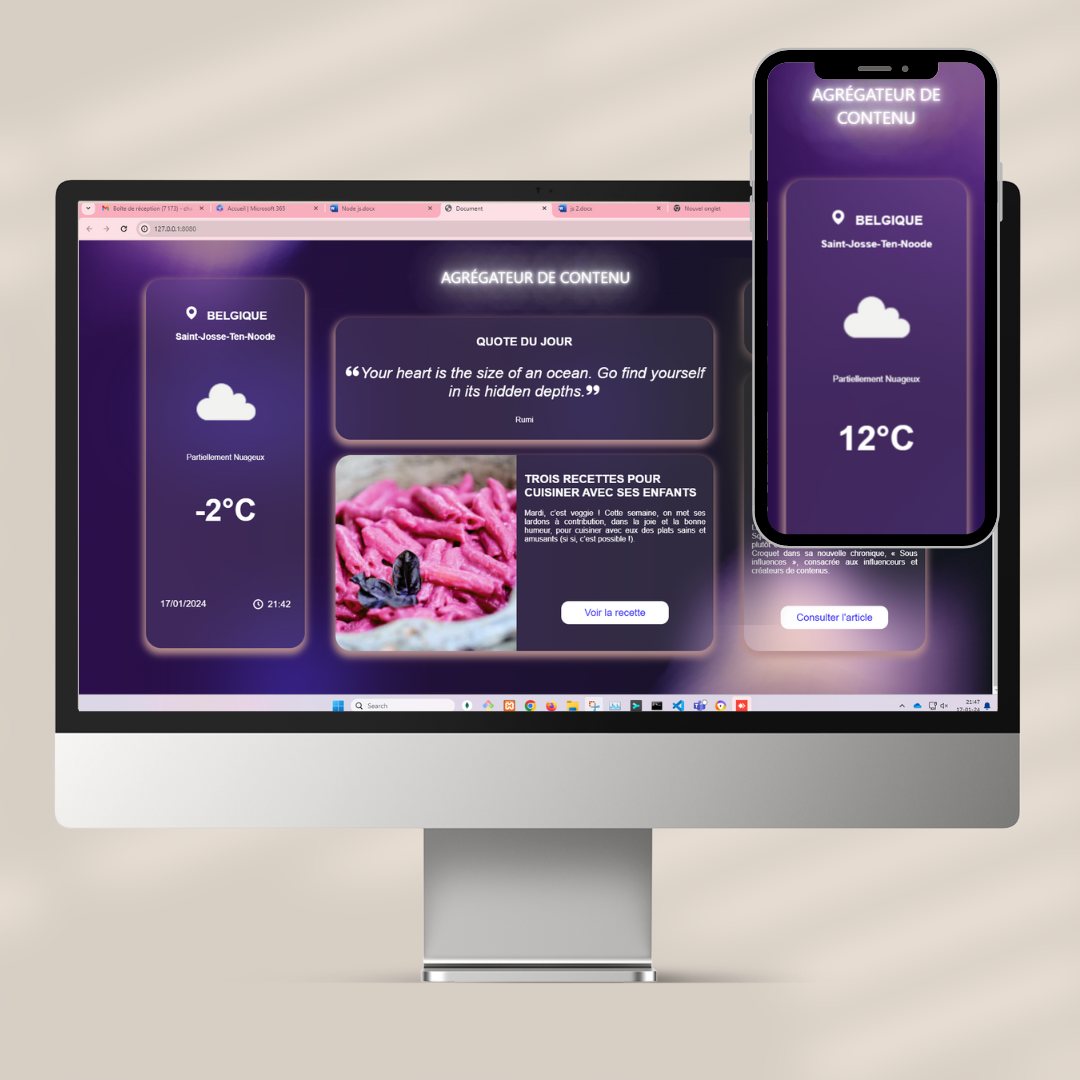 AGRÉGATEUR DE
CONTENU
BELGIQUE
Saint-Josse-Ten-Noode
Partiellement Nuageux
12°C
Boîte de réception (7 173) - ch
Accueil | Microsoft 365
Node js.docx
Document
js 2.docx
Nouvel onglet
127.0.0.1:8080
AGRÉGATEUR DE CONTENU
BELGIQUE
Saint-Josse-Ten-Noode
Partiellement Nuageux
-2°C
17/01/2024
21:42
QUOTE DU JOUR
❝Your heart is the size of an ocean. Go find yourself
in its hidden depths.❞
Rumi
TROIS RECETTES POUR
CUISINER AVEC SES ENFANTS
Mardi, c'est veggie ! Cette semaine, on met ses
lardons à contribution, dans la joie et la bonne
humeur, pour cuisiner avec eux des plats sains et
amusants (si si, c'est possible !).
Voir la recette
plutôt
Croquet dans sa nouvelle chronique, « Sous
influences », consacrée aux influenceurs et
créateurs de contenus.
Consulter l'article
Search
21:47
17-01-24